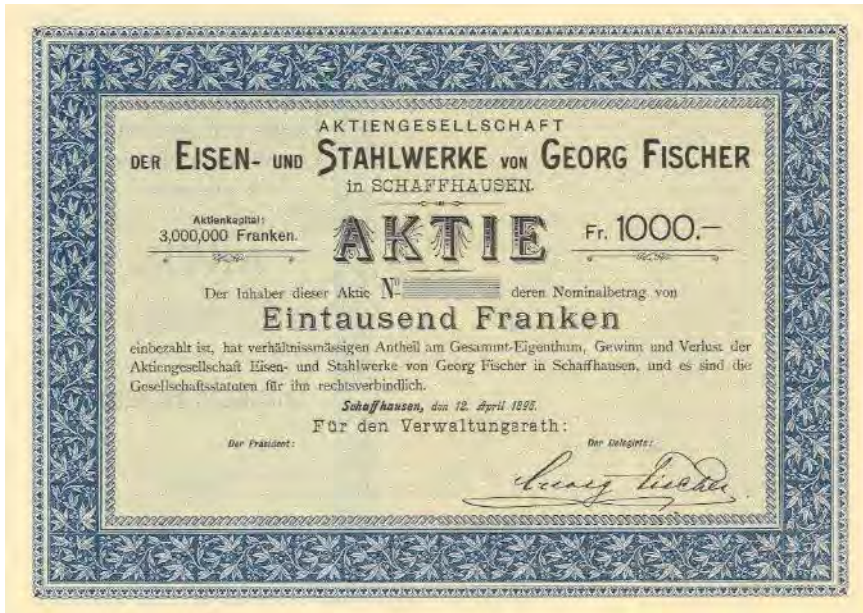 AKTIENGESELLSCHAFT
DER EISEN- UND STAHLWERKE VON GEORG FISCHER
in SCHAFFHAUSEN.
Aktienkapital:
3,000,000 Franken.
AKTIE
Fr. 1000.–
Der Inhaber dieser Aktie No deren Nominalbetrag von
Eintausend Franken
einbezahlt ist, hat verhältnissmässigen Antheil am Gesammt-Eigenthum, Gewinn und Verlust der
Aktiengesellschaft Eisen- und Stahlwerke von Georg Fischer in Schaffhausen, und es sind die
Gesellschaftsstatuten für ihn rechtsverbindlich.
Schaffhausen, den 12. April
Für den Verwaltungsrath:
Der Präsident:
Der Delegirte:
Georg Fischer